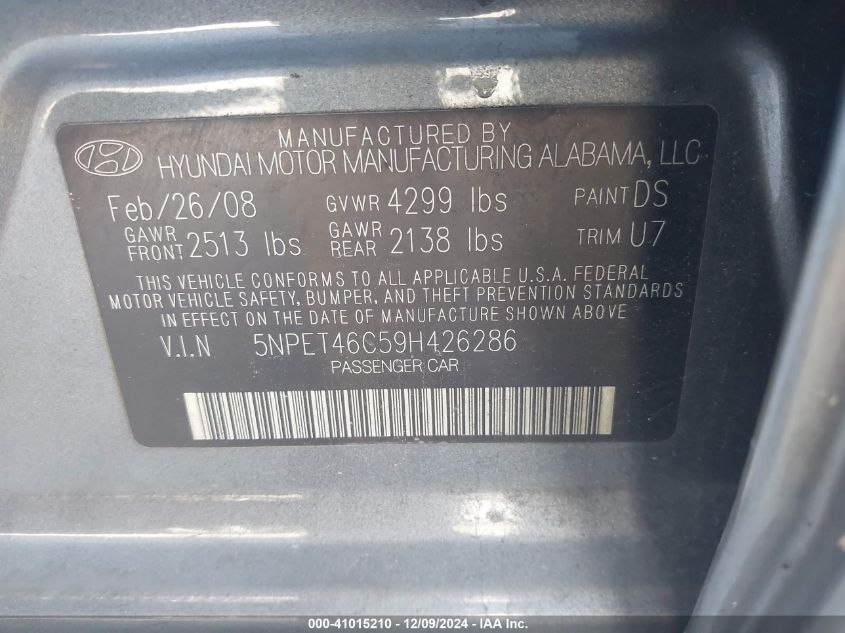 MANUFACTURED BY
HYUNDAI MOTOR MANUFACTURING ALABAMA, LLC
Feb/26/08 GVWR 4299 lbs PAINT DS
GAWR FRONT 2513 lbs GAWR REAR 2138 lbs TRIM U7
THIS VEHICLE CONFORMS TO ALL APPLICABLE U.S.A. FEDERAL
MOTOR VEHICLE SAFETY, BUMPER, AND THEFT PREVENTION STANDARDS
IN EFFECT ON THE DATE OF MANUFACTURE SHOWN ABOVE
V.I.N 5NPET46C59H426286
PASSENGER CAR
000-41015210 - 12/09/2024 - IAA Inc.